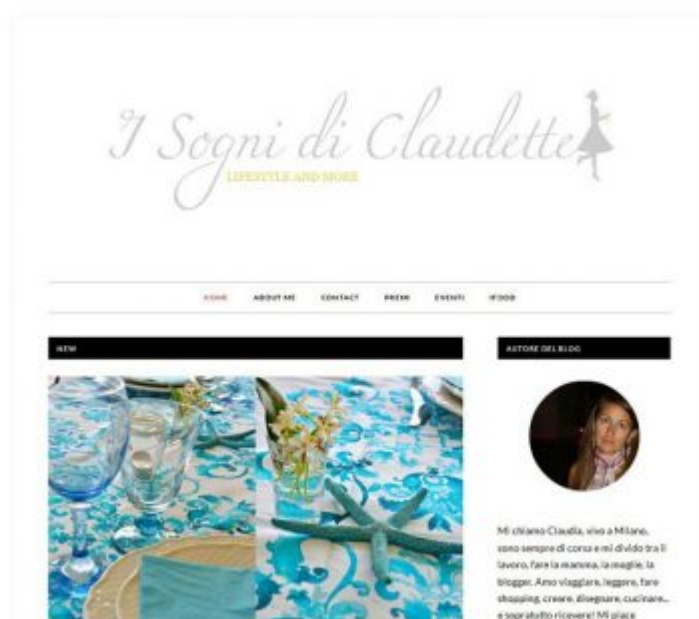 I Sogni di Claudette
LIFESTYLE AND MORE
HOME ABOUT ME CONTACT PREMI EVENTI IFOOD
NEW
AUTORE DEL BLOG
Mi chiamo Claudia, vivo a Milano,
sono sempre di corsa e mi divido tra il
lavoro, fare la mamma, la moglie, la
blogger. Amo viaggiare, leggere, fare
shopping, creare, disegnare, cucinare...
e sopratutto ricevere! Mi piace